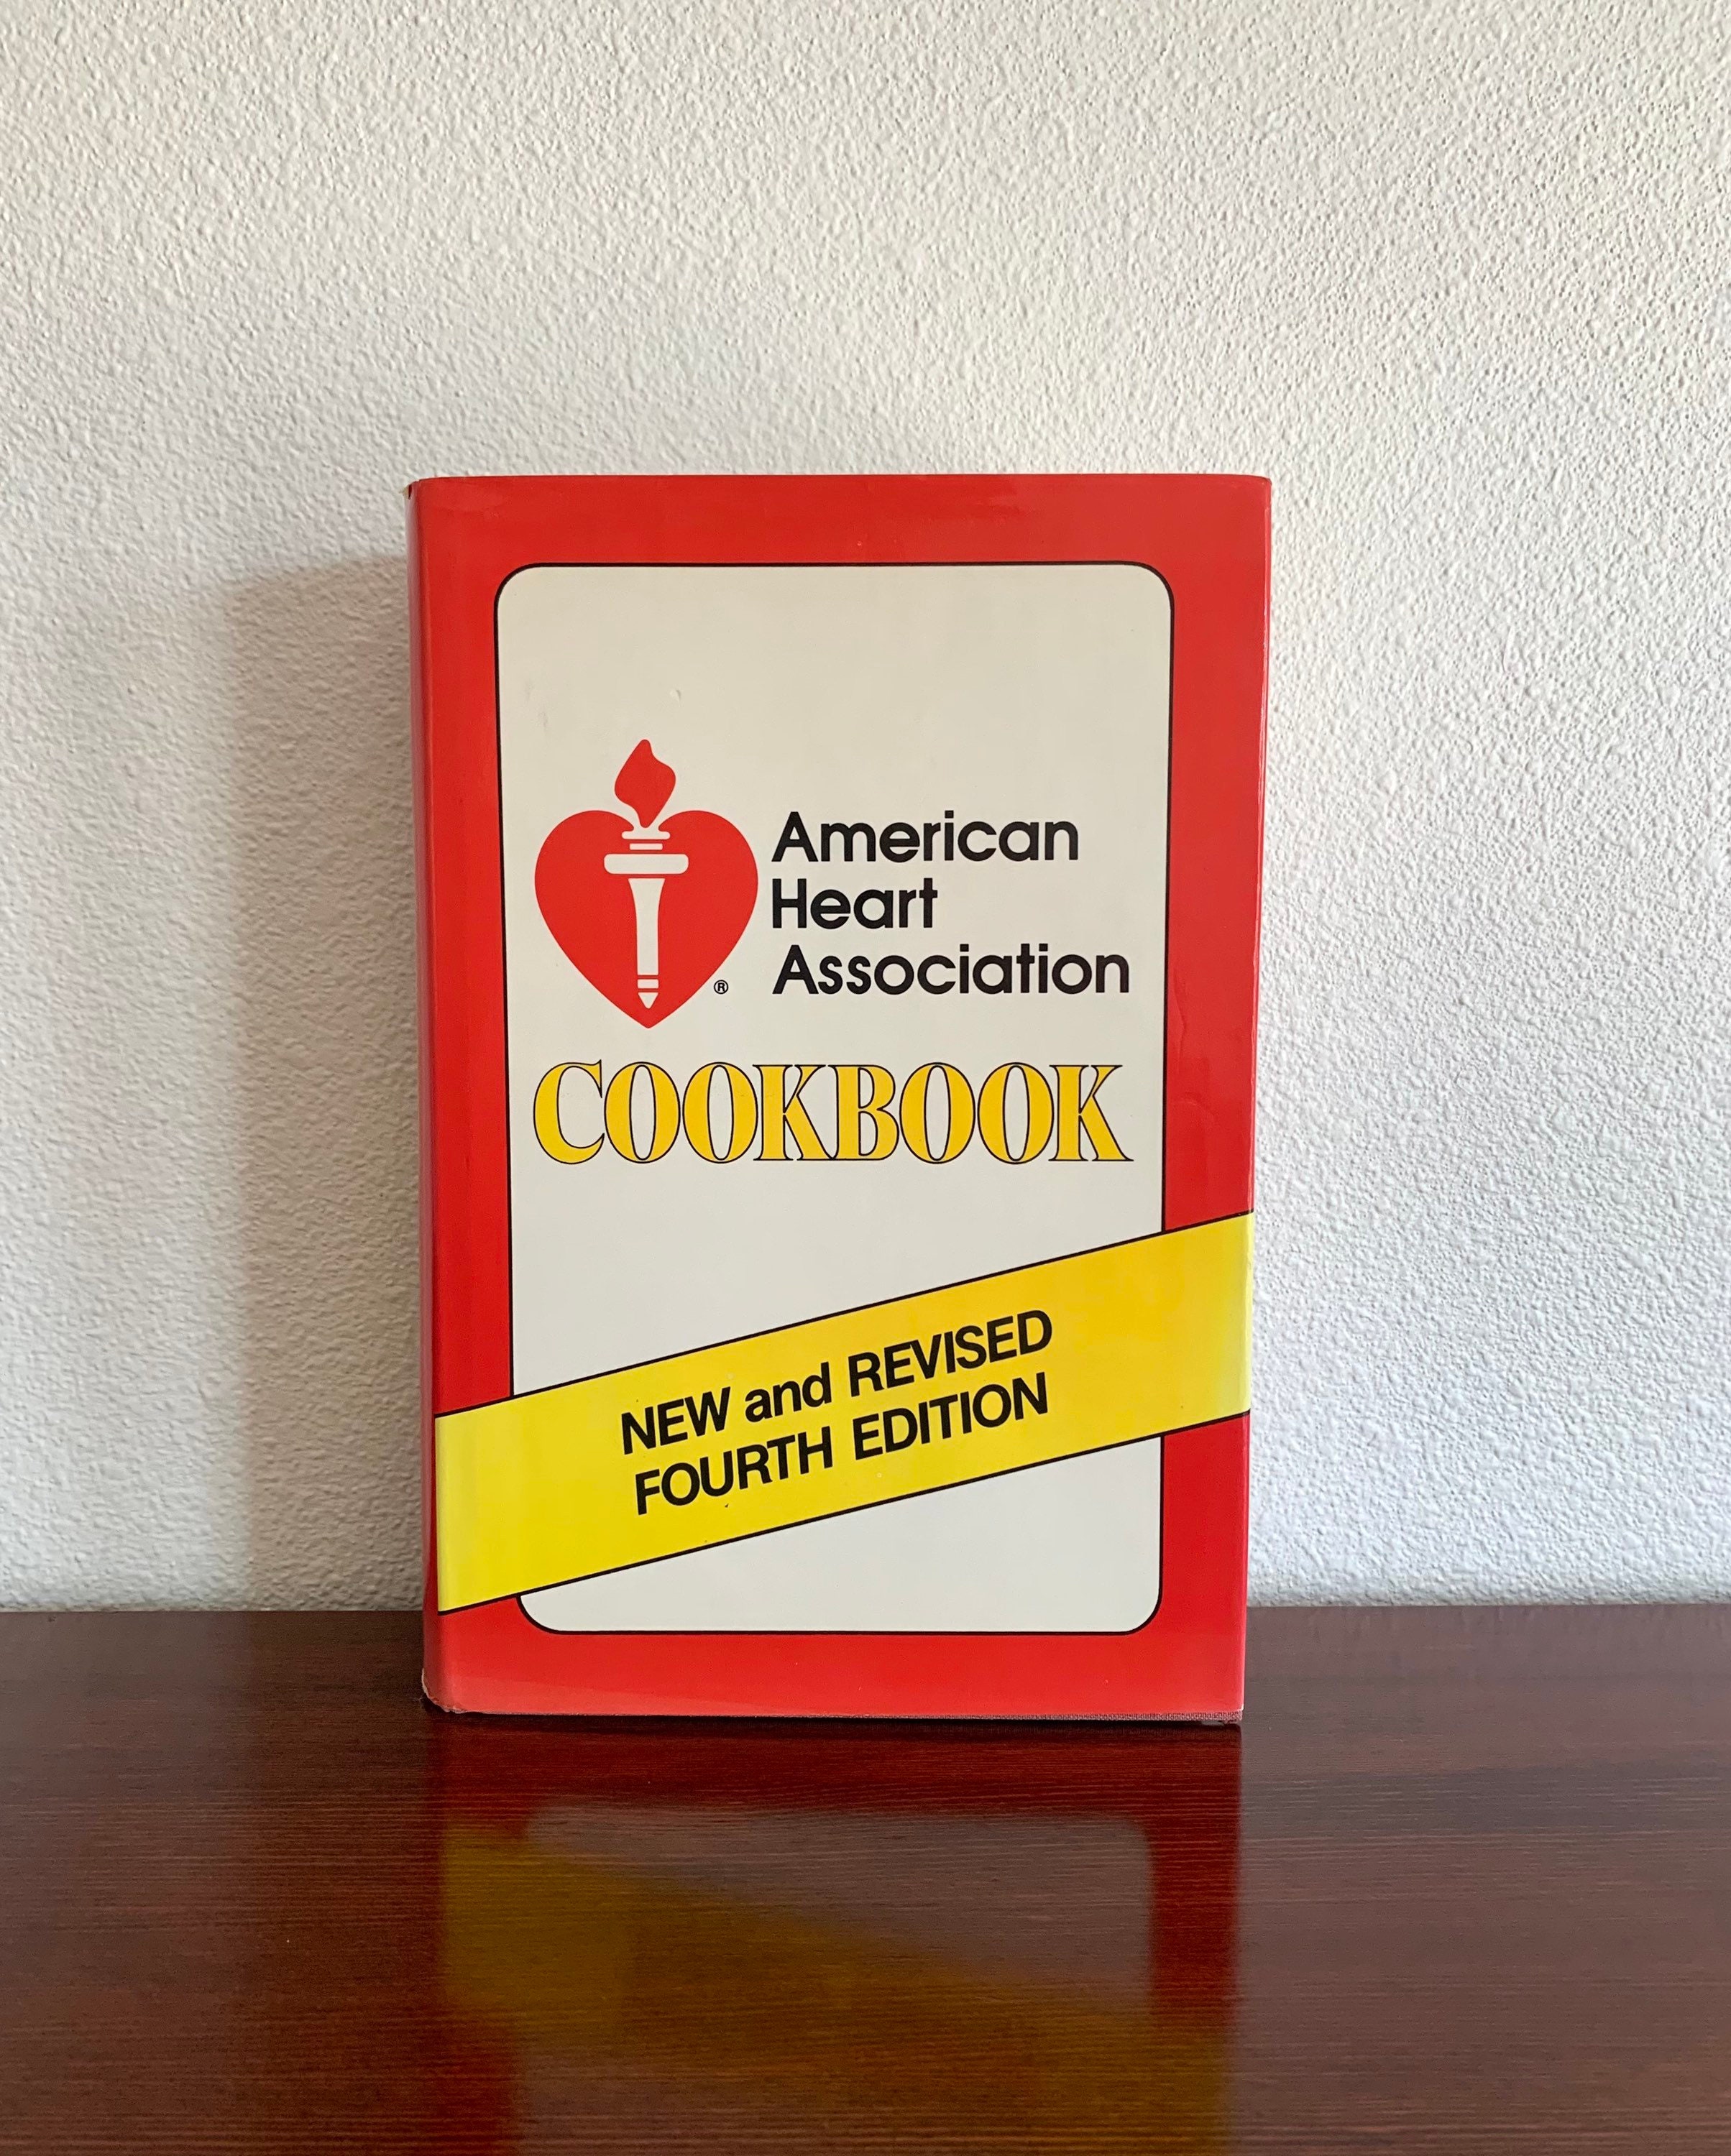 American
Heart
Association
®
COOKBOOK
NEW and REVISED
FOURTH EDITION